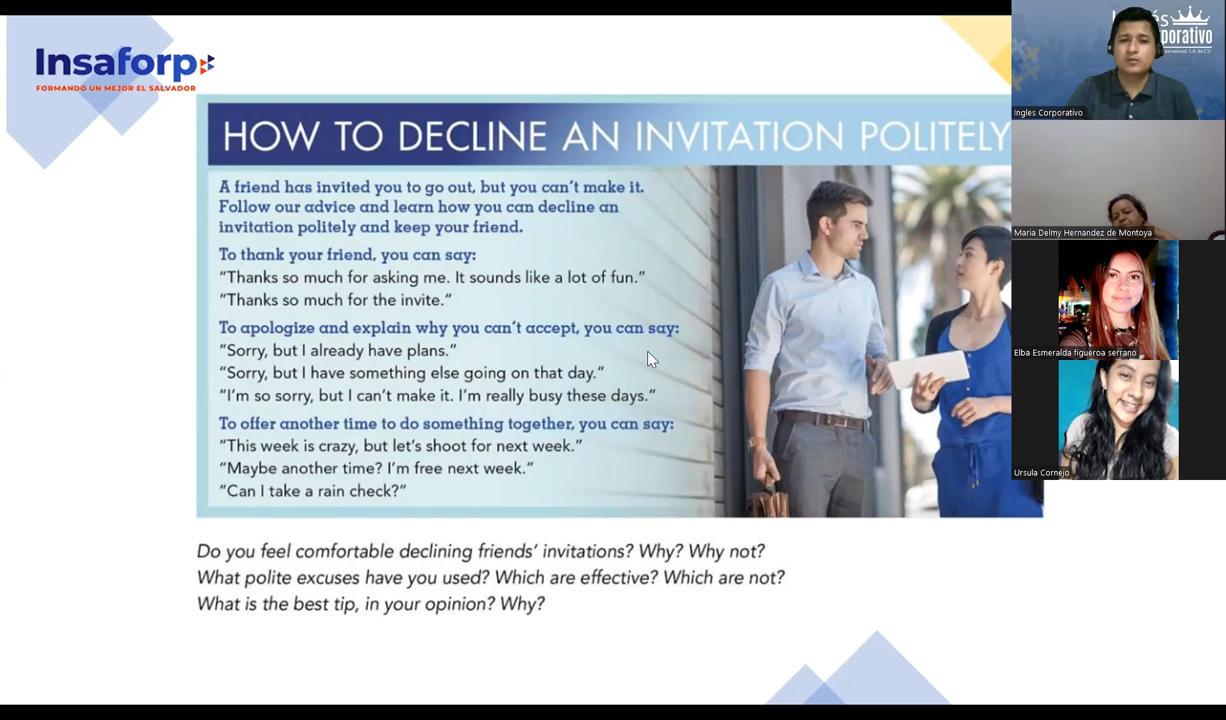 Insaforp
FORMANDO UN MEJOR EL SALVADOR
HOW TO DECLINE AN INVITATION POLITELY
A friend has invited you to go out, but you can't make it.
Follow our advice and learn how you can decline an
invitation politely and keep your friend.
To thank your friend, you can say:
"Thanks so much for asking me. It sounds like a lot of fun."
"Thanks so much for the invite."
To apologize and explain why you can't accept, you can say:
"Sorry, but I already have plans."
"Sorry, but I have something else going on that day."
"I'm so sorry, but I can't make it. I'm really busy these days."
To offer another time to do something together, you can say:
"This week is crazy, but let's shoot for next week."
"Maybe another time? I'm free next week."
"Can I take a rain check?"
Do you feel comfortable declining friends' invitations? Why? Why not?
What polite excuses have you used? Which are effective? Which are not?
What is the best tip, in your opinion? Why?
Ingles Corporativo
Maria Delmy Hernandez de Montoya
Elba Esmeralda figueroa serrano
Ursula Cornejo